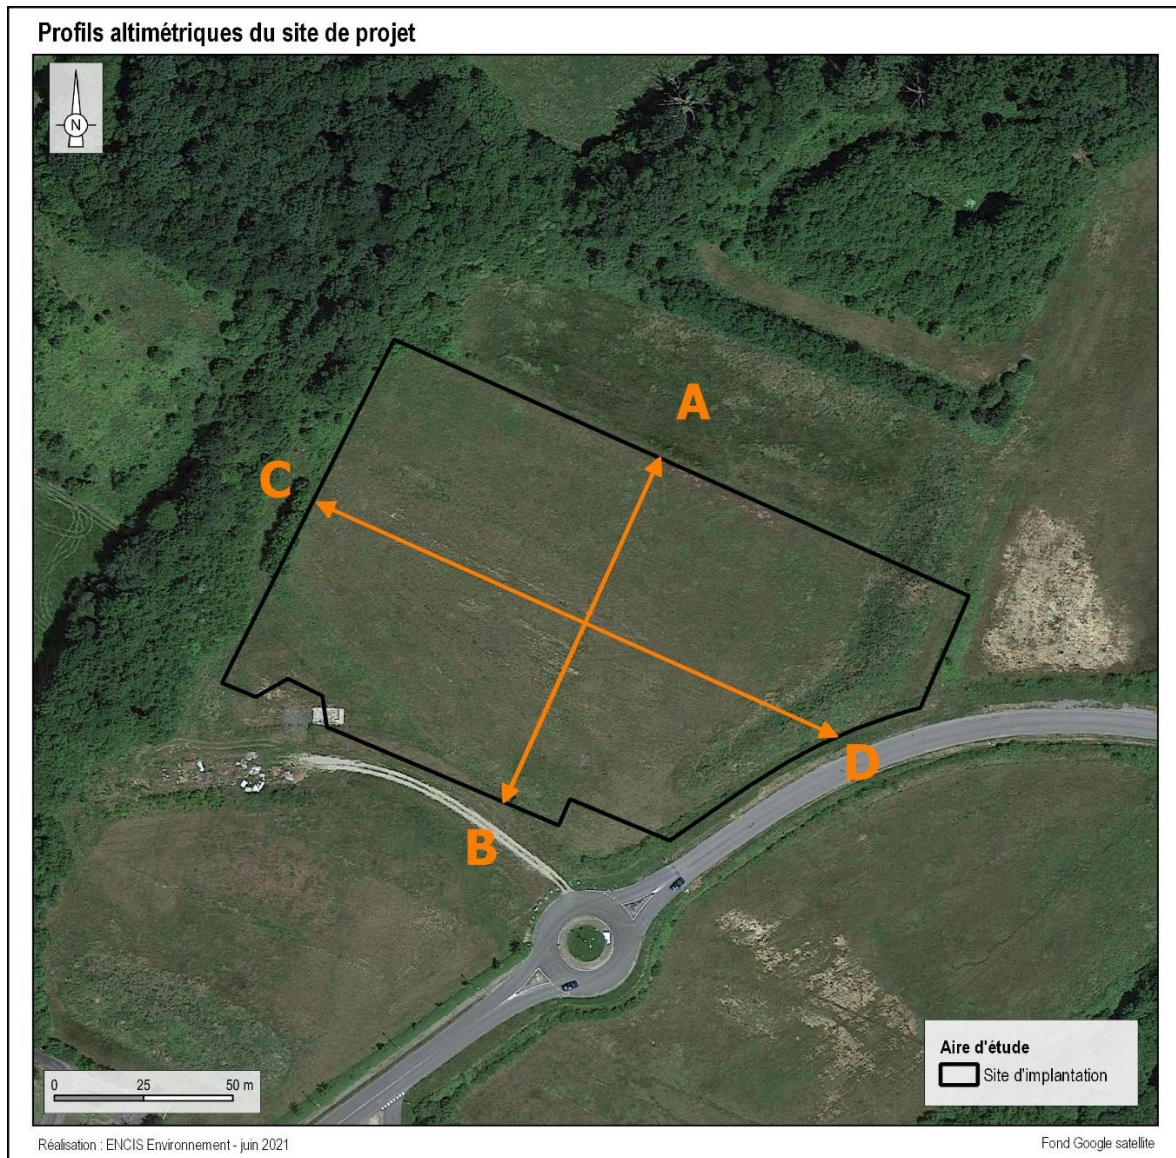 Profils altimétriques du site de projet
N
A
C
D
B
Aire d'étude
Site d'implantation
0 25 50 m
Réalisation : ENCIS Environnement - juin 2021
Fond Google satellite